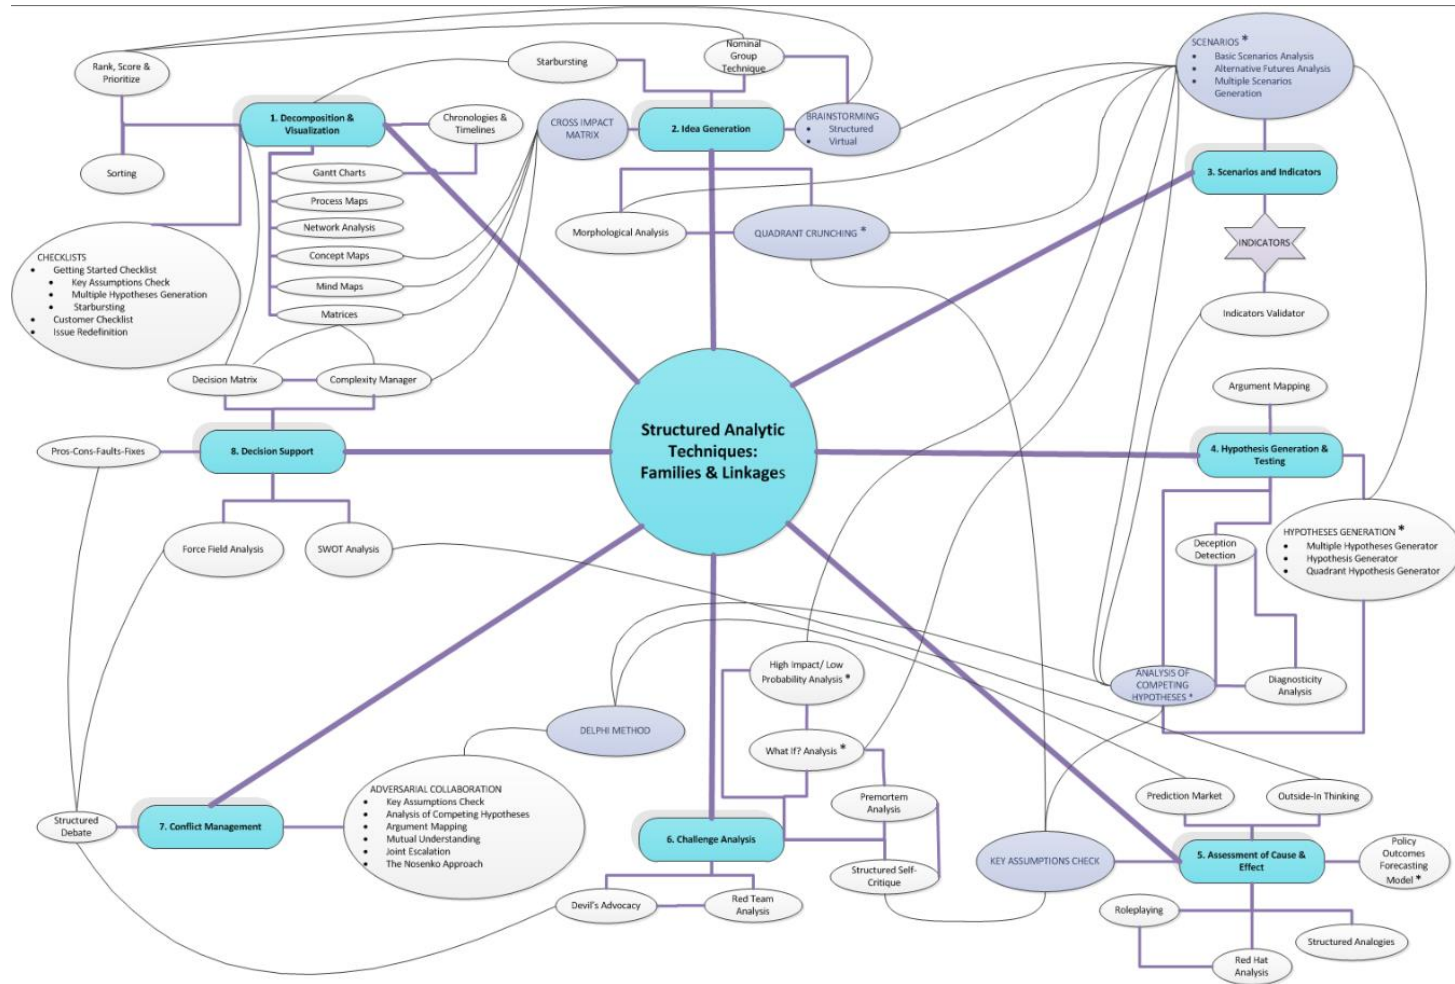 Rank, Score &
Prioritize
Sorting
1. Decomposition &
Visualization
Chronologies &
Timelines
Gantt Charts
Process Maps
Network Analysis
Concept Maps
Mind Maps
Matrices
CHECKLISTS
• Getting Started Checklist
• Key Assumptions Check
• Multiple Hypotheses Generation
• Starbursting
• Customer Checklist
• Issue Redefinition
Decision Matrix
Complexity Manager
Starbursting
Nominal
Group
Technique
CROSS IMPACT
MATRIX
2. Idea Generation
BRAINSTORMING
• Structured
• Virtual
Morphological Analysis
QUADRANT CRUNCHING *
SCENARIOS *
• Basic Scenarios Analysis
• Alternative Futures Analysis
• Multiple Scenarios
Generation
3. Scenarios and Indicators
INDICATORS
Indicators Validator
Structured Analytic
Techniques:
Families & Linkages
Argument Mapping
4. Hypothesis Generation &
Testing
HYPOTHESES GENERATION *
• Multiple Hypotheses Generator
• Hypothesis Generator
• Quadrant Hypothesis Generator
Deception
Detection
ANALYSIS OF
COMPETING
HYPOTHESES *
Diagnosticity
Analysis
Pros-Cons-Faults-Fixes
8. Decision Support
Force Field Analysis
SWOT Analysis
High Impact/ Low
Probability Analysis *
DELPHI METHOD
What If? Analysis *
Premortem
Analysis
Structured Self-
Critique
6. Challenge Analysis
Devil's Advocacy
Red Team
Analysis
Structured
Debate
7. Conflict Management
ADVERSARIAL COLLABORATION
• Key Assumptions Check
• Analysis of Competing Hypotheses
• Argument Mapping
• Mutual Understanding
• Joint Escalation
• The Nosenko Approach
KEY ASSUMPTIONS CHECK
Prediction Market
Outside-In Thinking
5. Assessment of Cause &
Effect
Policy
Outcomes
Forecasting
Model *
Roleplaying
Red Hat
Analysis
Structured Analogies